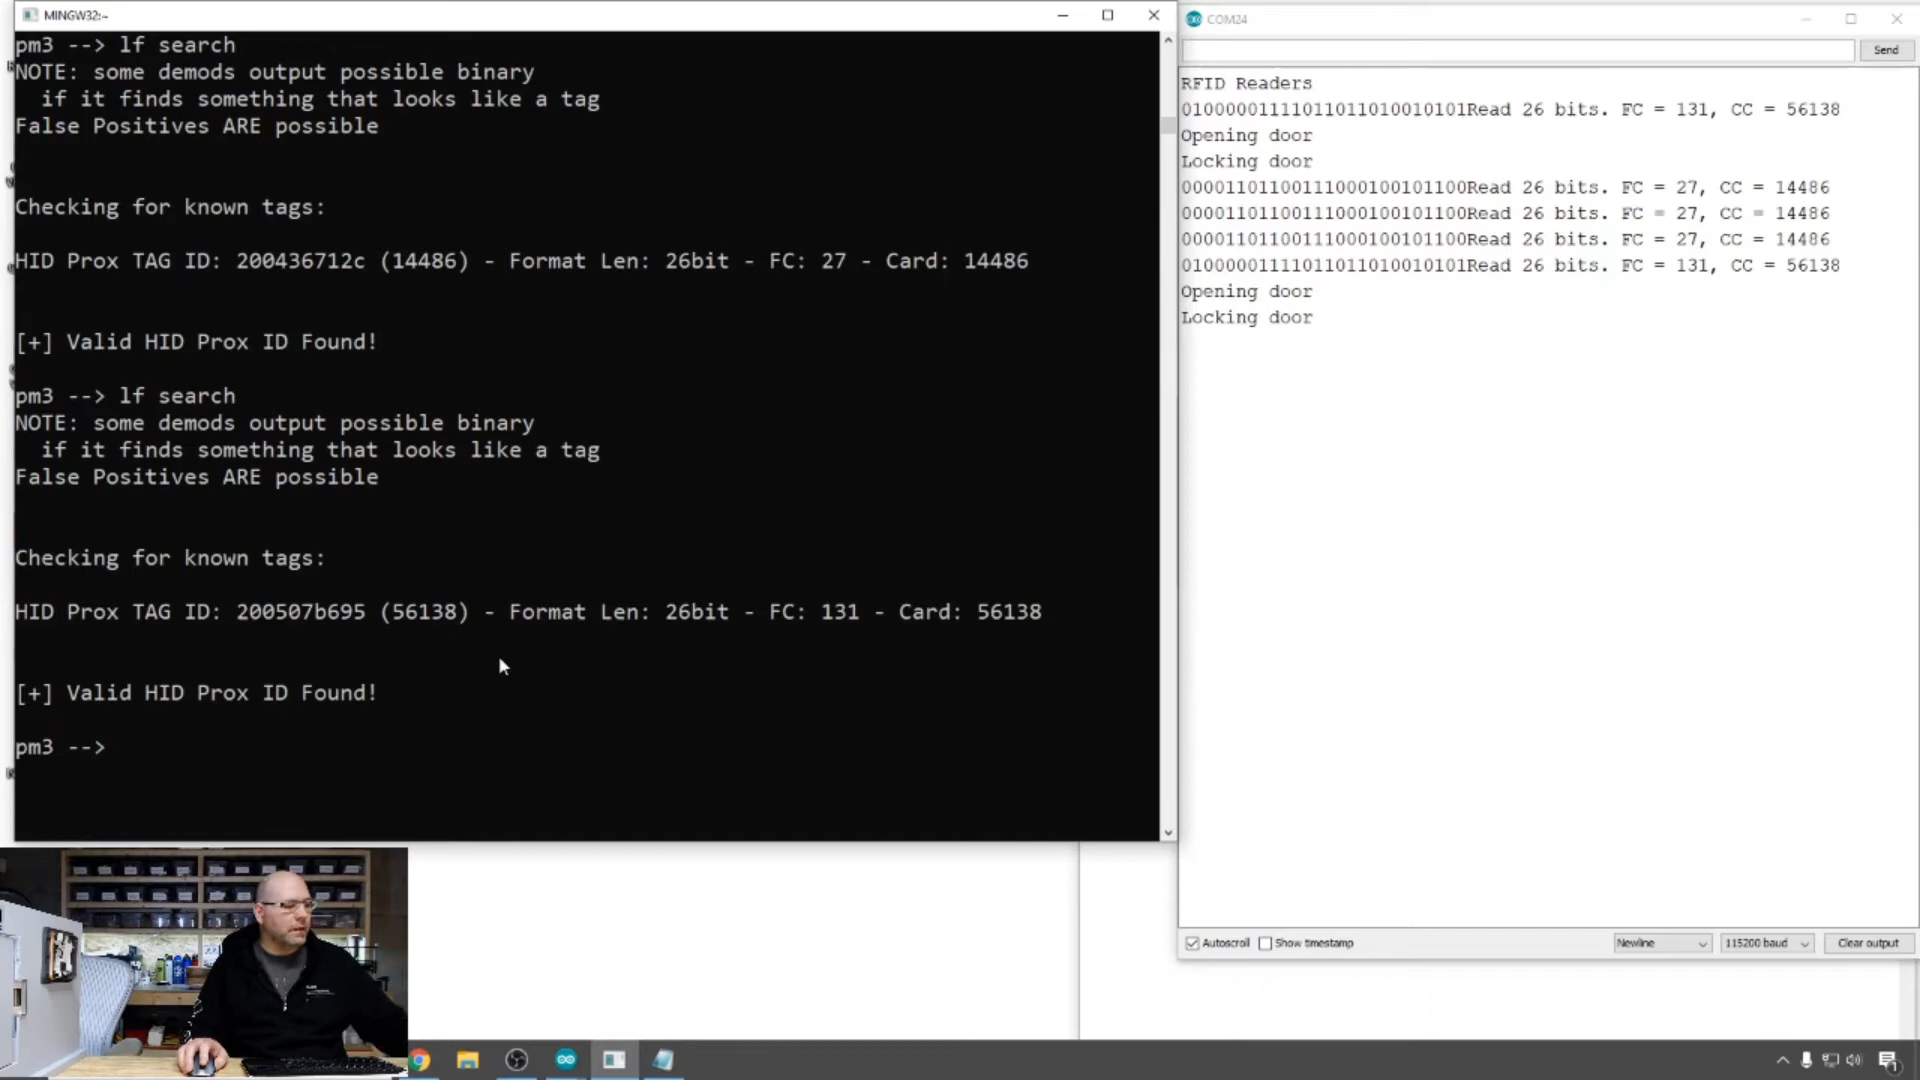 MINGW32:~
pm3 --> lf search
NOTE: some demods output possible binary
if it finds something that looks like a tag
False Positives ARE possible
Checking for known tags:
HID Prox TAG ID: 200436712c (14486) - Format Len: 26bit - FC: 27 - Card: 14486
[+] Valid HID Prox ID Found!
pm3 --> lf search
NOTE: some demods output possible binary
if it finds something that looks like a tag
False Positives ARE possible
Checking for known tags:
HID Prox TAG ID: 200507b695 (56138) - Format Len: 26bit - FC: 131 - Card: 56138
[+] Valid HID Prox ID Found!
pm3 -->
COM24
Send
RFID Readers
01000001111011011010010101Read 26 bits. FC = 131, CC = 56138
Opening door
Locking door
00001101100111000100101100Read 26 bits. FC = 27, CC = 14486
00001101100111000100101100Read 26 bits. FC = 27, CC = 14486
00001101100111000100101100Read 26 bits. FC = 27, CC = 14486
01000001111011011010010101Read 26 bits. FC = 131, CC = 56138
Opening door
Locking door
Autoscroll
Show timestamp
Newline
115200 baud
Clear output